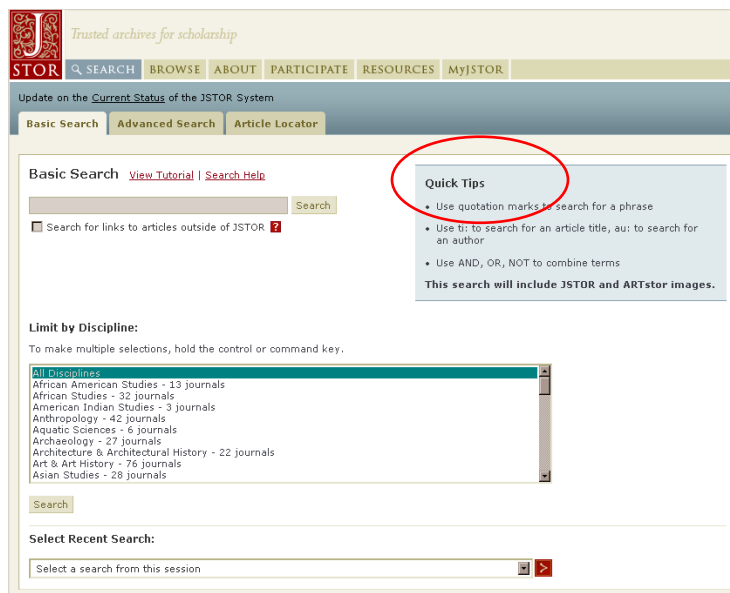 J
Trusted archives for scholarship
STOR SEARCH BROWSE ABOUT PARTICIPATE RESOURCES MyJSTOR
Update on the Current Status of the JSTOR System
Basic Search Advanced Search Article Locator
Basic Search View Tutorial | Search Help
Search
Search for links to articles outside of JSTOR ?
Quick Tips
• Use quotation marks to search for a phrase
• Use ti: to search for an article title, au: to search for
an author
• Use AND, OR, NOT to combine terms
This search will include JSTOR and ARTstor images.
Limit by Discipline:
To make multiple selections, hold the control or command key.
All Disciplines
African American Studies - 13 journals
African Studies - 32 journals
American Indian Studies - 3 journals
Anthropology - 42 journals
Aquatic Sciences - 6 journals
Archaeology - 27 journals
Architecture & Architectural History - 22 journals
Art & Art History - 76 journals
Asian Studies - 28 journals
Search
Select Recent Search:
Select a search from this session >